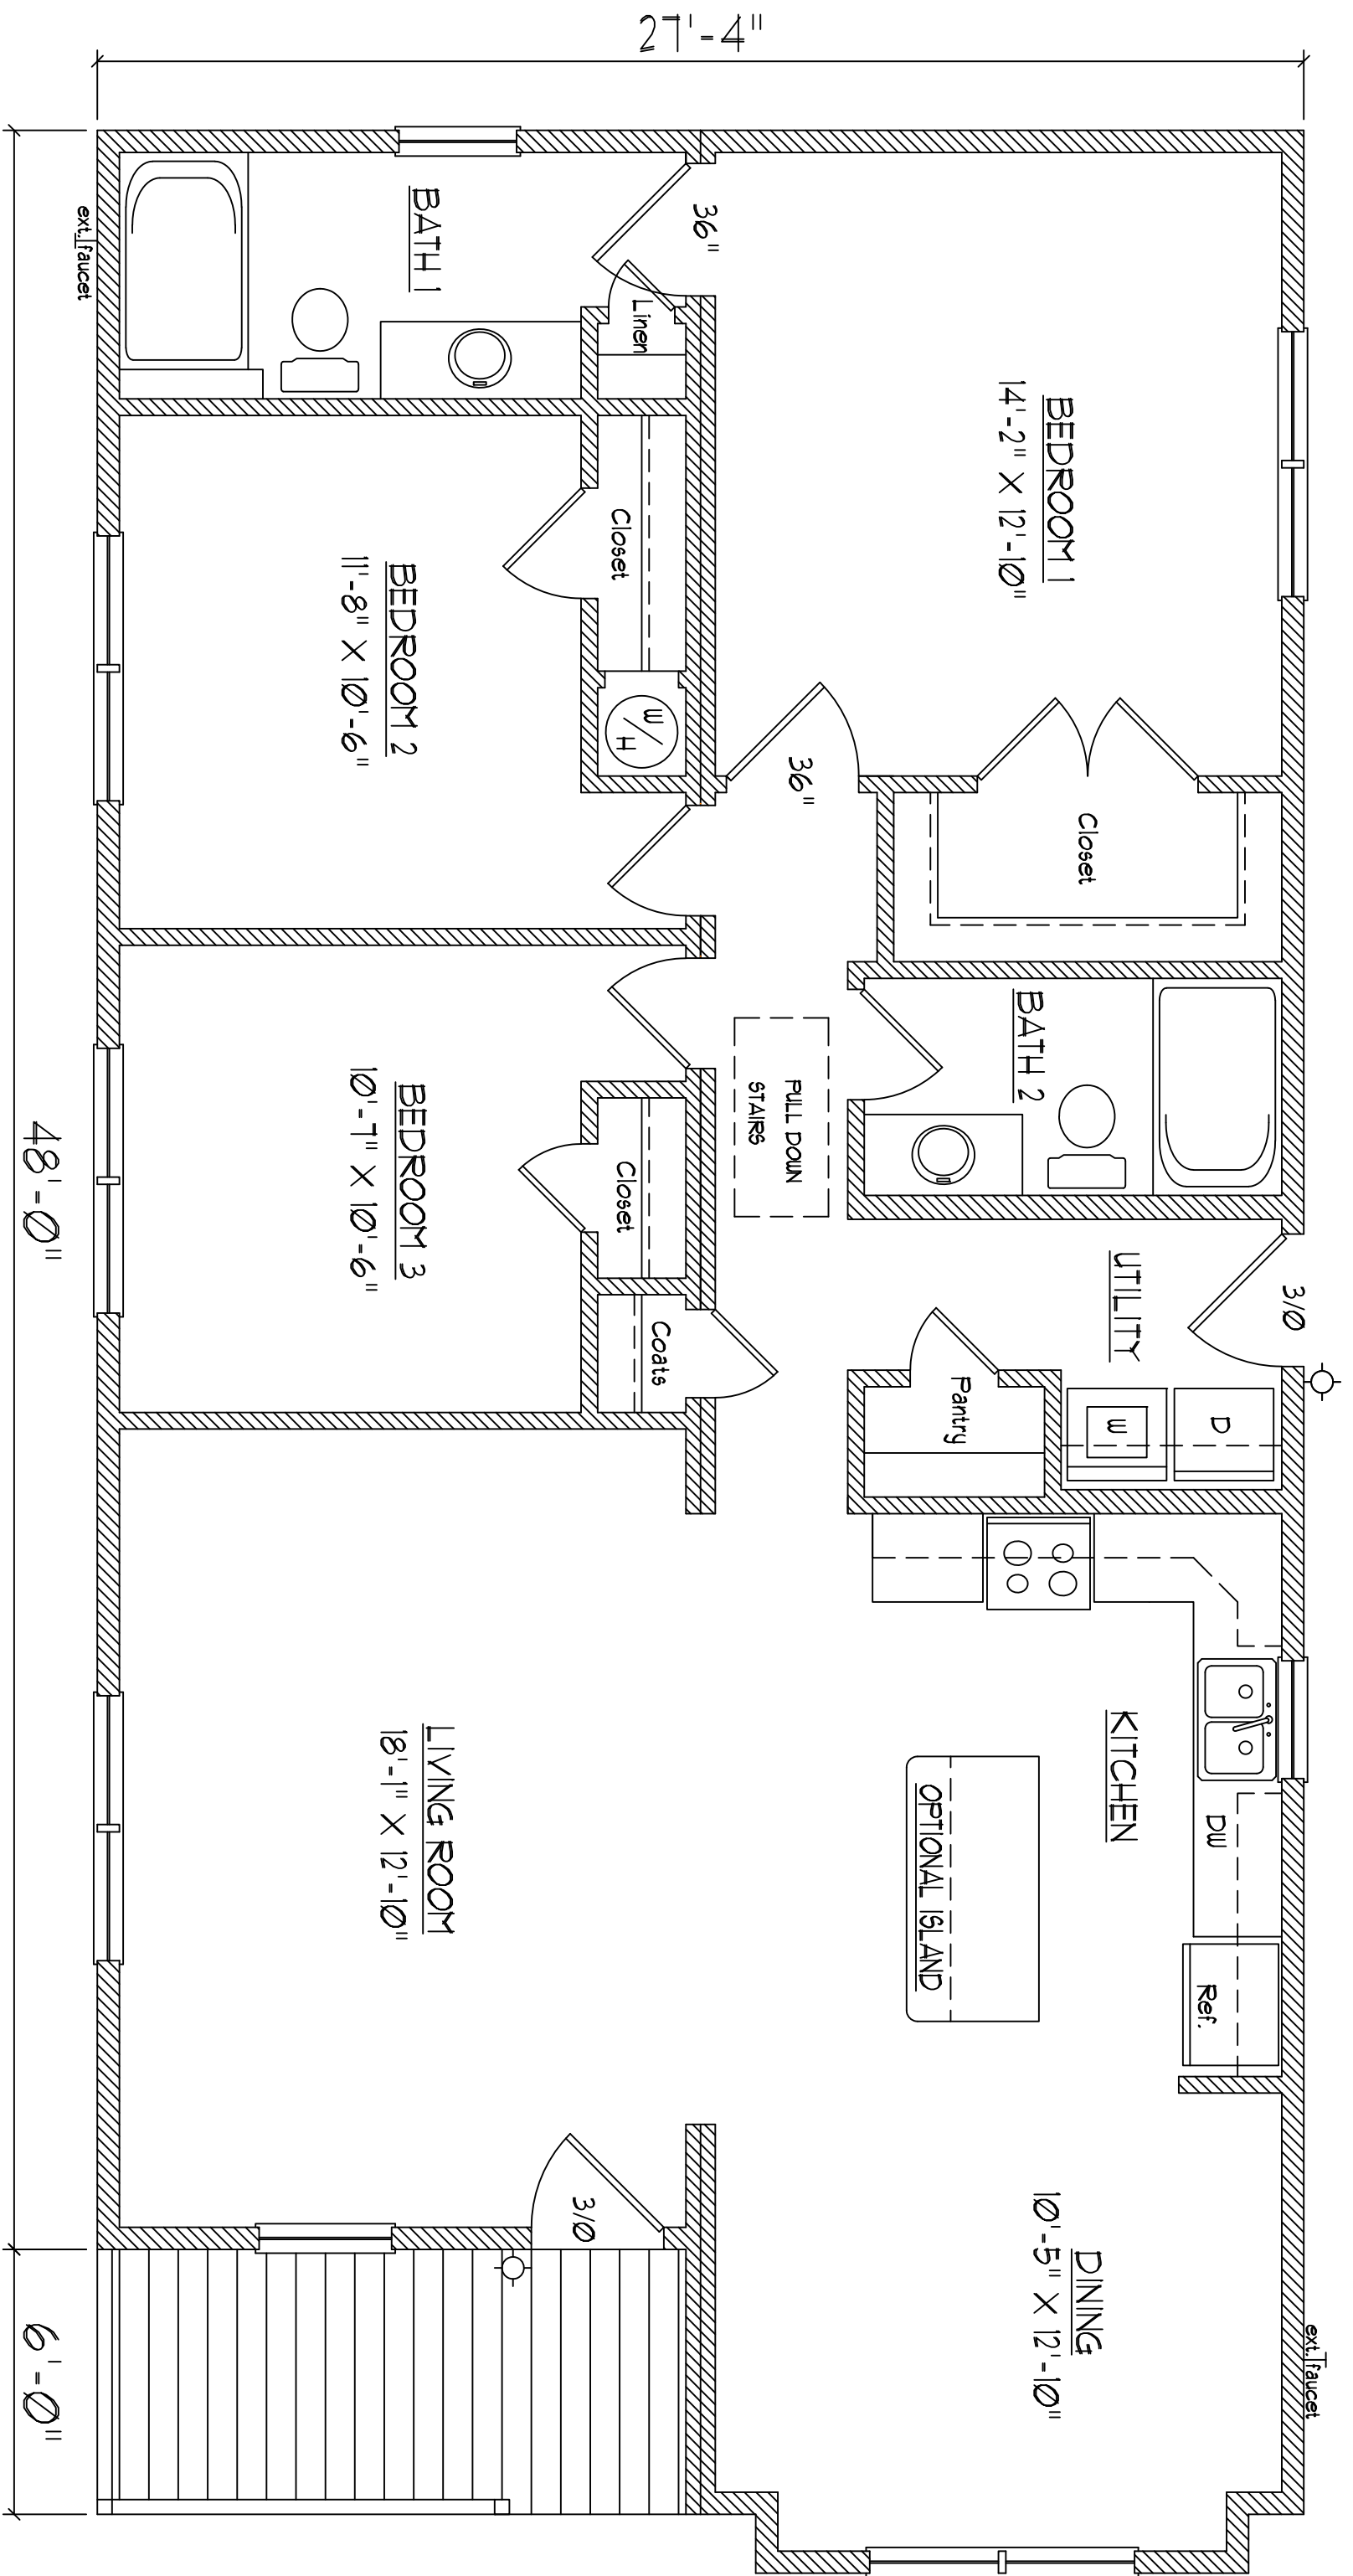 27'-4"
BEDROOM 1
14'-2" X 12'-10"
36"
BATH 1
Linen
ext. faucet
Closet
W/H
BEDROOM 2
11'-8" X 10'-6"
36"
Closet
BATH 2
PULL DOWN
STAIRS
BEDROOM 3
10'-7" X 10'-6"
Closet
Coats
UTILITY
3/0
Pantry
W
D
KITCHEN
DW
Ref.
OPTIONAL ISLAND
LIVING ROOM
18'-1" X 12'-10"
3/0
DINING
10'-5" X 12'-10"
ext. faucet
48'-0"
6'-0"